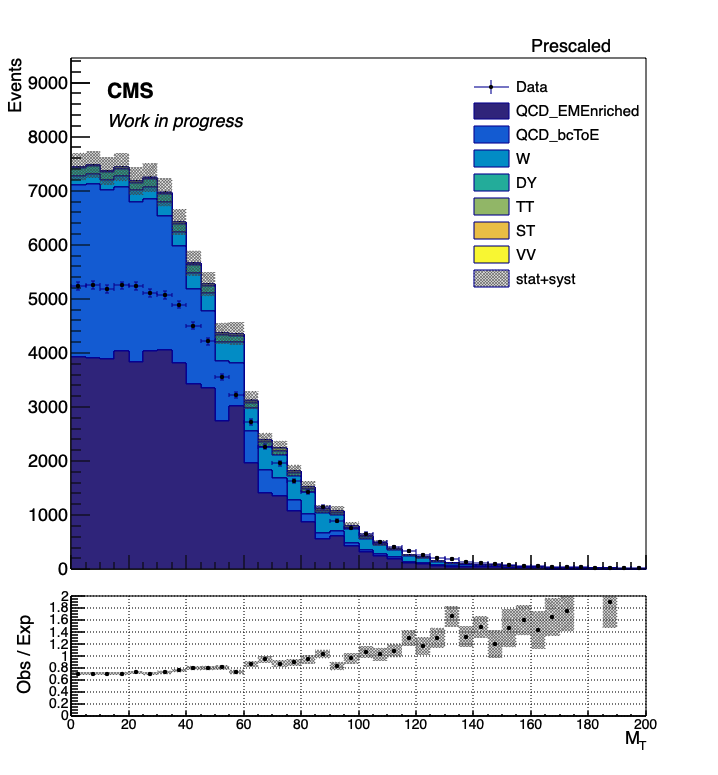 Prescaled
Events
9000
8000
7000
6000
5000
4000
3000
2000
1000
0
CMS
Work in progress
Data
QCD_EMEnriched
QCD_bcToE
W
DY
TT
ST
VV
stat+syst
Obs / Exp
2
1.8
1.6
1.4
1.2
1
0.8
0.6
0.4
0.2
0
0 20 40 60 80 100 120 140 160 180 200
M_T